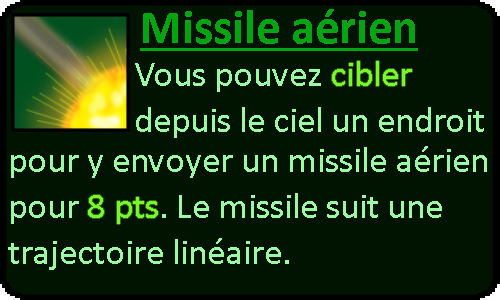 Missile aérien
Vous pouvez cibler
depuis le ciel un endroit
pour y envoyer un missile aérien
pour 8 pts. Le missile suit une
trajectoire linéaire.